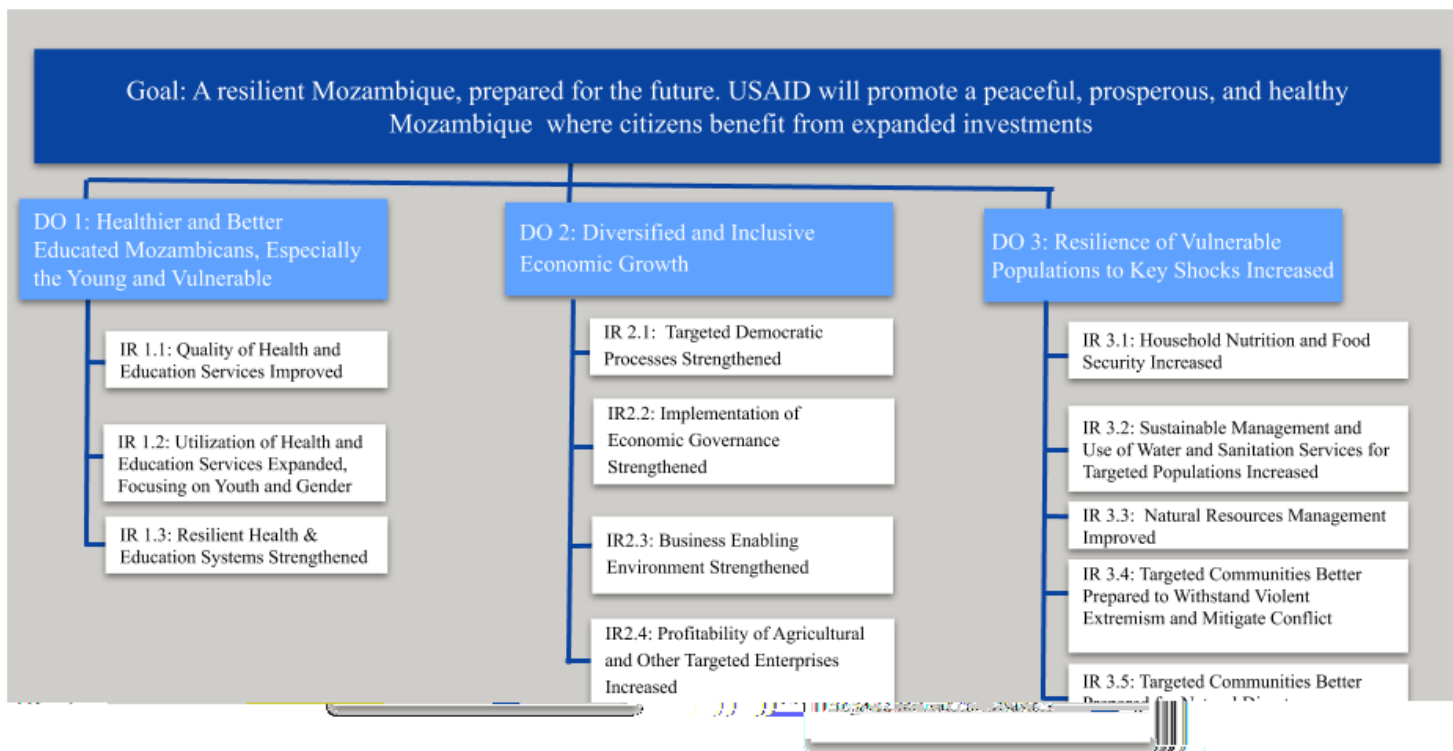 Goal: A resilient Mozambique, prepared for the future. USAID will promote a peaceful, prosperous, and healthy
Mozambique where citizens benefit from expanded investments
DO 1: Healthier and Better
Educated Mozambicans, Especially
the Young and Vulnerable
IR 1.1: Quality of Health and
Education Services Improved
IR 1.2: Utilization of Health and
Education Services Expanded,
Focusing on Youth and Gender
IR 1.3: Resilient Health &
Education Systems Strengthened
DO 2: Diversified and Inclusive
Economic Growth
IR 2.1: Targeted Democratic
Processes Strengthened
IR2.2: Implementation of
Economic Governance
Strengthened
IR2.3: Business Enabling
Environment Strengthened
IR2.4: Profitability of Agricultural
and Other Targeted Enterprises
Increased
DO 3: Resilience of Vulnerable
Populations to Key Shocks Increased
IR 3.1: Household Nutrition and Food
Security Increased
IR 3.2: Sustainable Management and
Use of Water and Sanitation Services for
Targeted Populations Increased
IR 3.3: Natural Resources Management
Improved
IR 3.4: Targeted Communities Better
Prepared to Withstand Violent
Extremism and Mitigate Conflict
IR 3.5: Targeted Communities Better